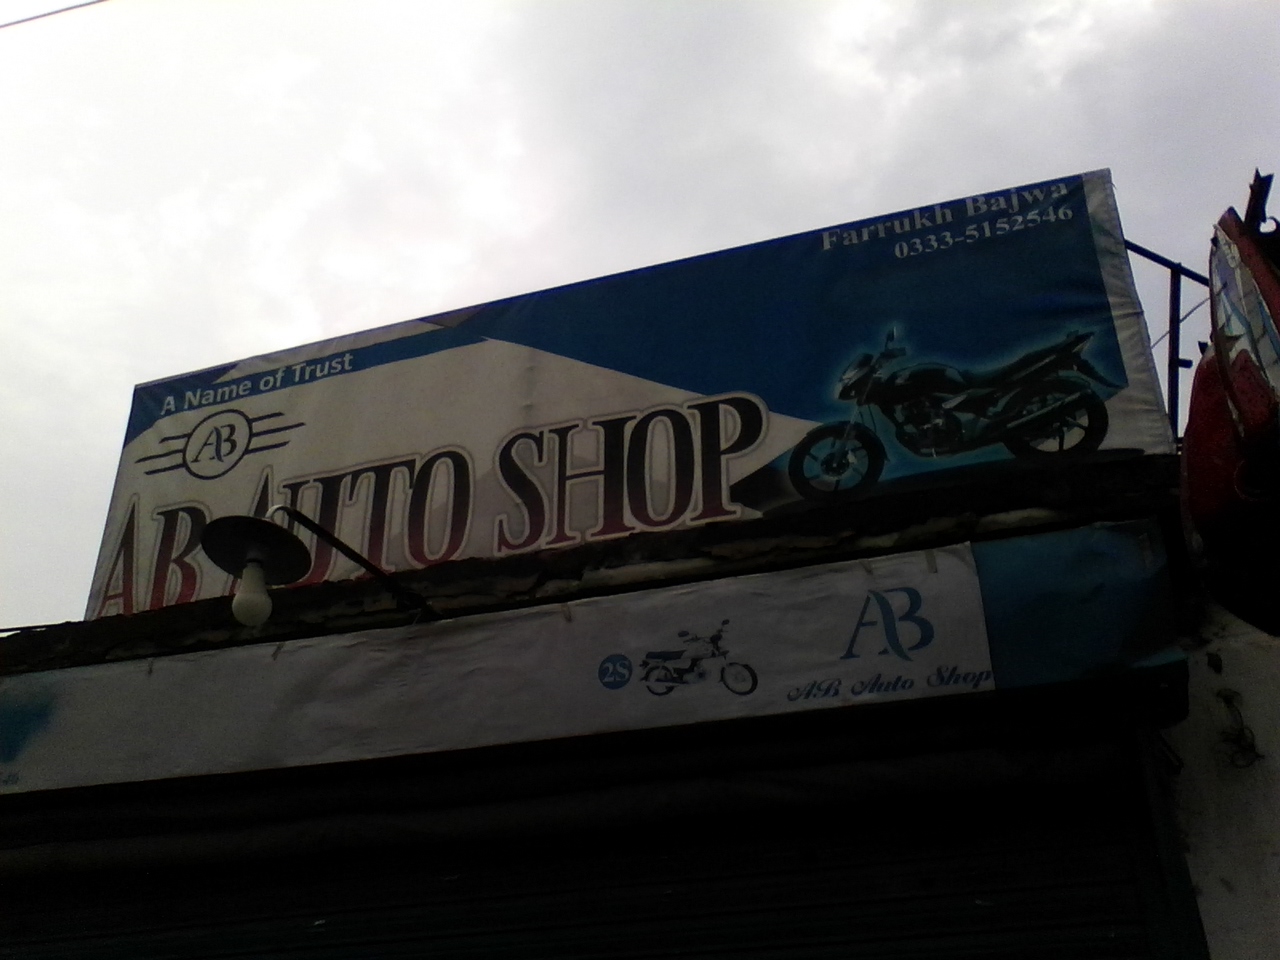 Farrukh Bajwa
0333-5152546
A Name of Trust
AB
AB AUTO SHOP
2S
AB
AB Auto Shop